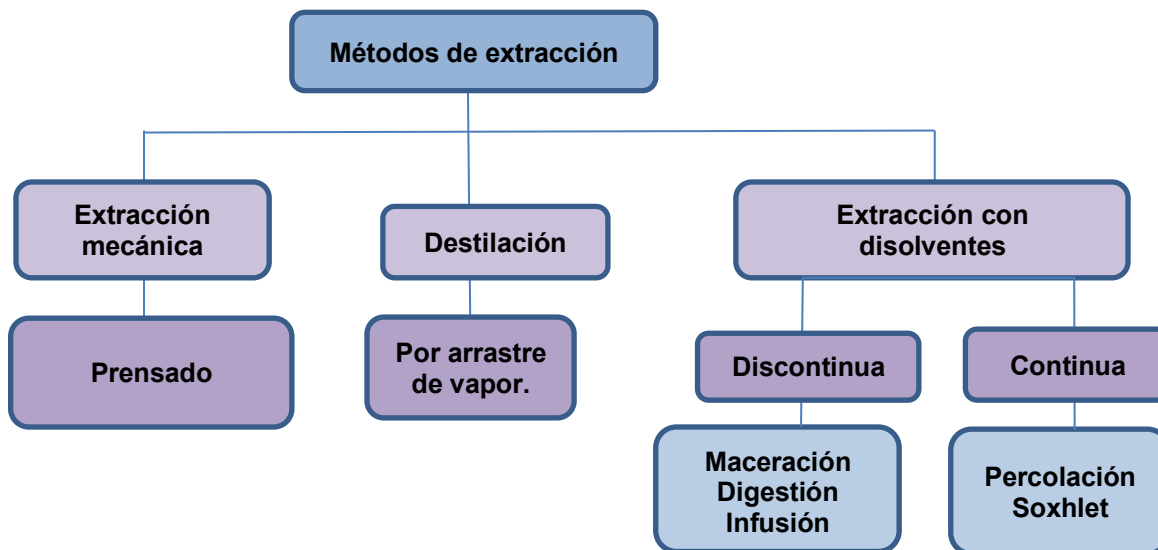 Métodos de extracción
Extracción
mecánica
Destilación
Extracción con
disolventes
Prensado
Por arrastre
de vapor.
Discontinua
Continua
Maceración
Digestión
Infusión
Percolación
Soxhlet